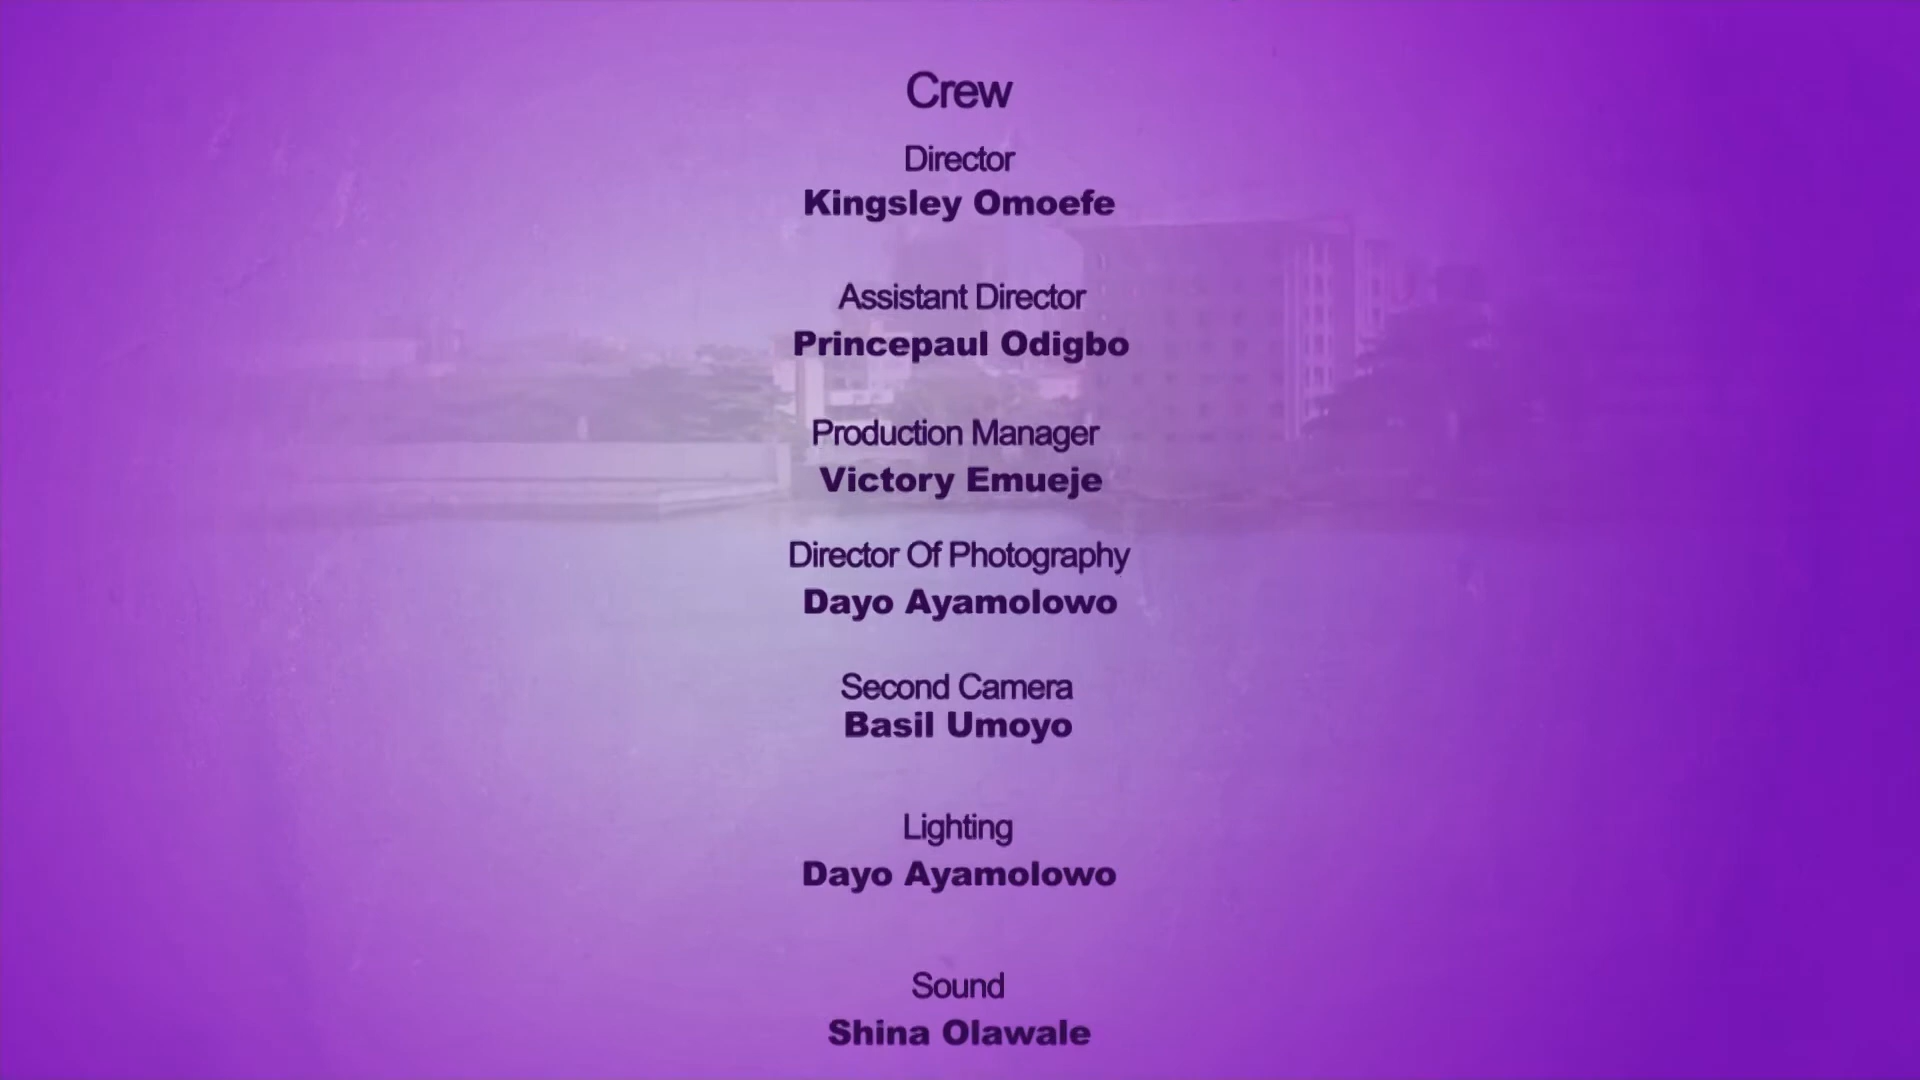 Crew
Director
Kingsley Omoefe
Assistant Director
Princepaul Odigbo
Production Manager
Victory Emueje
Director Of Photography
Dayo Ayamolowo
Second Camera
Basil Umoyo
Lighting
Dayo Ayamolowo
Sound
Shina Olawale